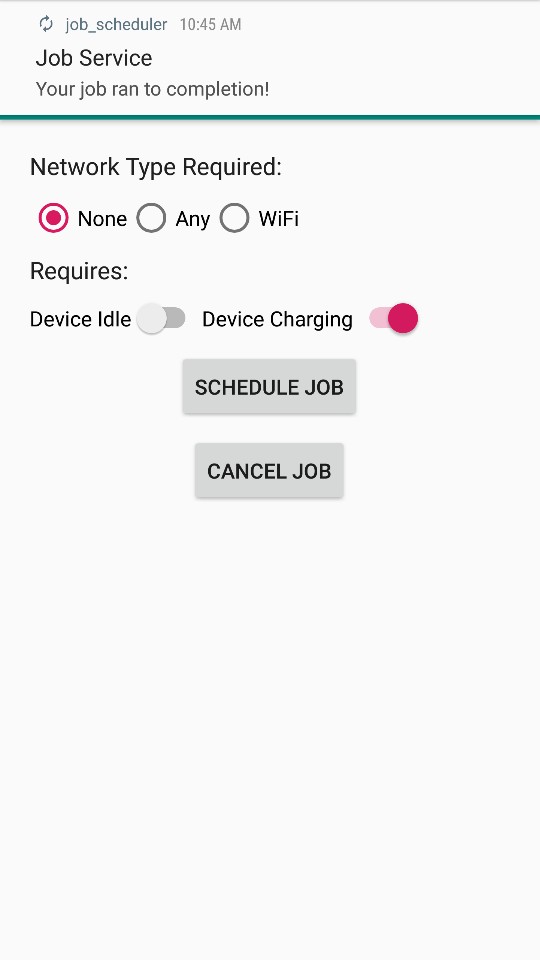 job_scheduler 10:45 AM
Job Service
Your job ran to completion!
Network Type Required:
None Any WiFi
Requires:
Device Idle Device Charging
SCHEDULE JOB
CANCEL JOB